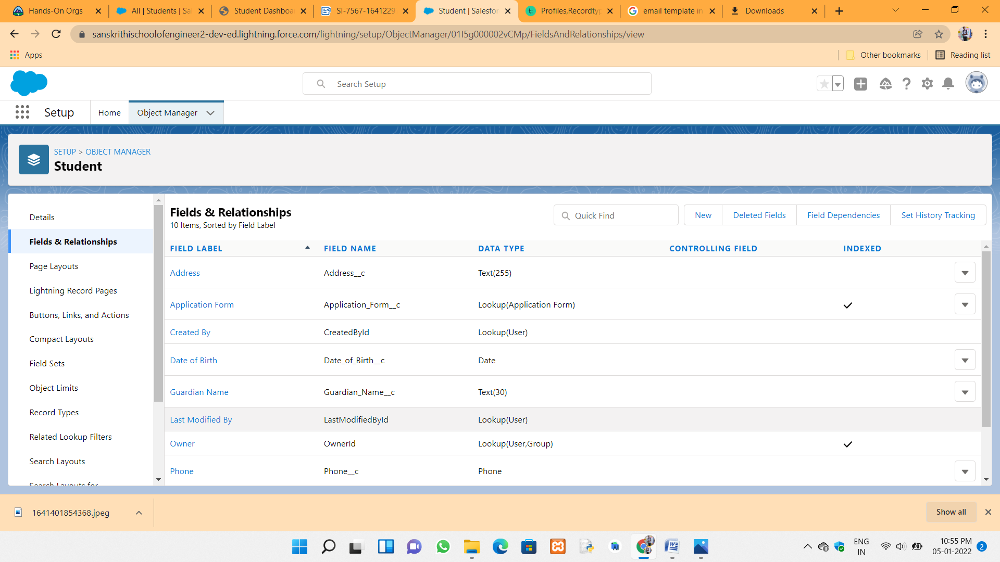 Hands-On Orgs
All | Students | Sal
Student Dashboa
SI-7567-1641229
Student | Salesfor
Profiles,Recordtyp
email template in
Downloads
sanskrithischoolofengineer2-dev-ed.lightning.force.com/lightning/setup/ObjectManager/01I5g000002vCMp/FieldsAndRelationships/view
Apps
Other bookmarks
Reading list
Search Setup
Setup
Home
Object Manager
SETUP > OBJECT MANAGER
Student
Details
Fields & Relationships
Page Layouts
Lightning Record Pages
Buttons, Links, and Actions
Compact Layouts
Field Sets
Object Limits
Record Types
Related Lookup Filters
Search Layouts
Search Layouts for
Fields & Relationships
10 Items, Sorted by Field Label
Quick Find
New
Deleted Fields
Field Dependencies
Set History Tracking
FIELD LABEL FIELD NAME DATA TYPE CONTROLLING FIELD INDEXED
Address Address__c Text(255)
Application Form Application_Form__c Lookup(Application Form)
Created By CreatedById Lookup(User)
Date of Birth Date_of_Birth__c Date
Guardian Name Guardian_Name__c Text(30)
Last Modified By LastModifiedById Lookup(User)
Owner OwnerId Lookup(User,Group)
Phone Phone__c Phone
1641401854368.jpeg
Show all
ENG
IN
10:55 PM
05-01-2022
2